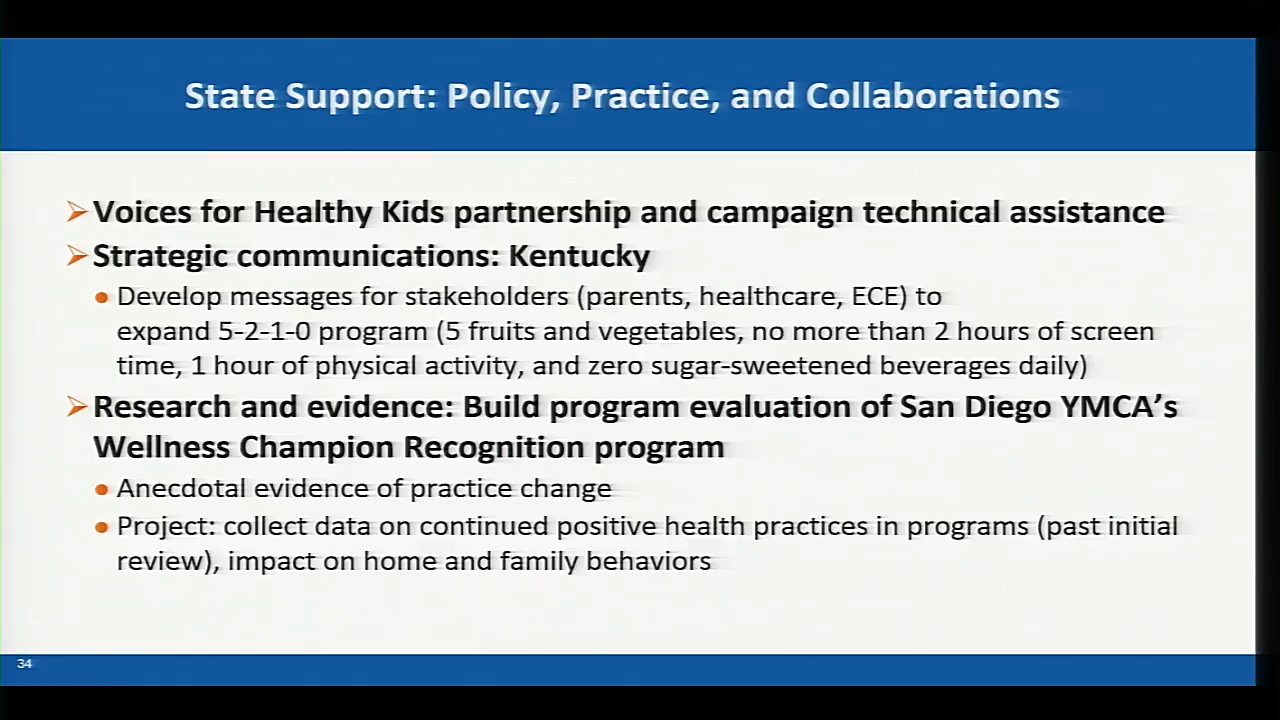 State Support: Policy, Practice, and Collaborations
Voices for Healthy Kids partnership and campaign technical assistance
Strategic communications: Kentucky
Develop messages for stakeholders (parents, healthcare, ECE) to
expand 5-2-1-0 program (5 fruits and vegetables, no more than 2 hours of screen
time, 1 hour of physical activity, and zero sugar-sweetened beverages daily)
Research and evidence: Build program evaluation of San Diego YMCA's
Wellness Champion Recognition program
Anecdotal evidence of practice change
Project: collect data on continued positive health practices in programs (past initial
review), impact on home and family behaviors
34